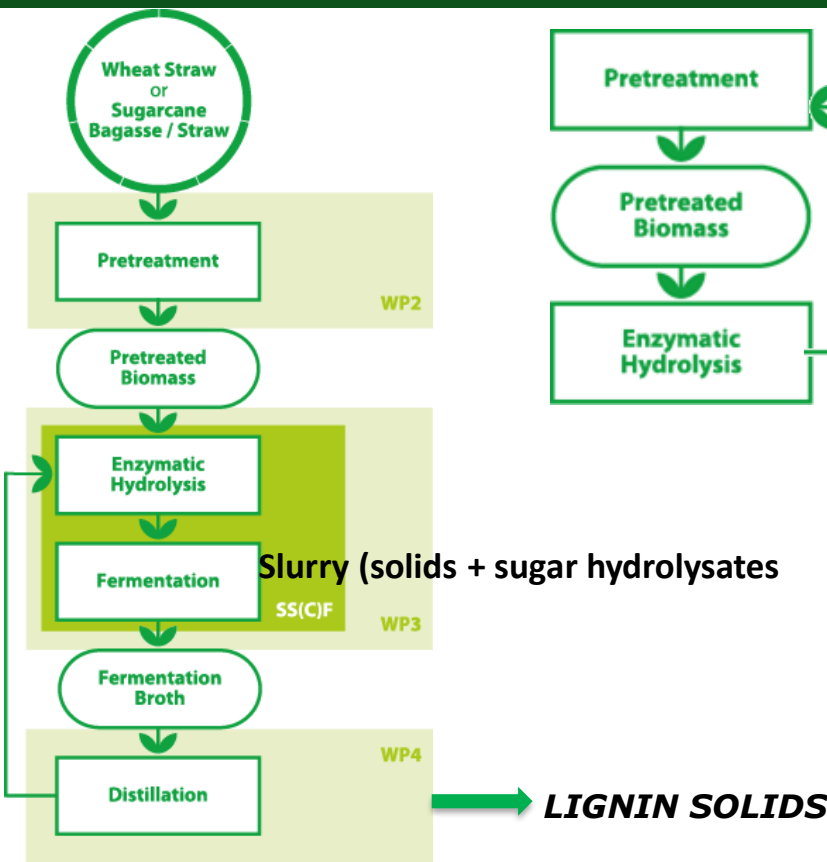 Wheat Straw
or
Sugarcane
Bagasse / Straw
Pretreatment
WP2
Pretreated
Biomass
Enzymatic
Hydrolysis
Fermentation
SS(C)F
WP3
Fermentation
Broth
WP4
Distillation
Pretreatment
Pretreated
Biomass
Enzymatic
Hydrolysis
Slurry (solids + sugar hydrolysates
LIGNIN SOLIDS